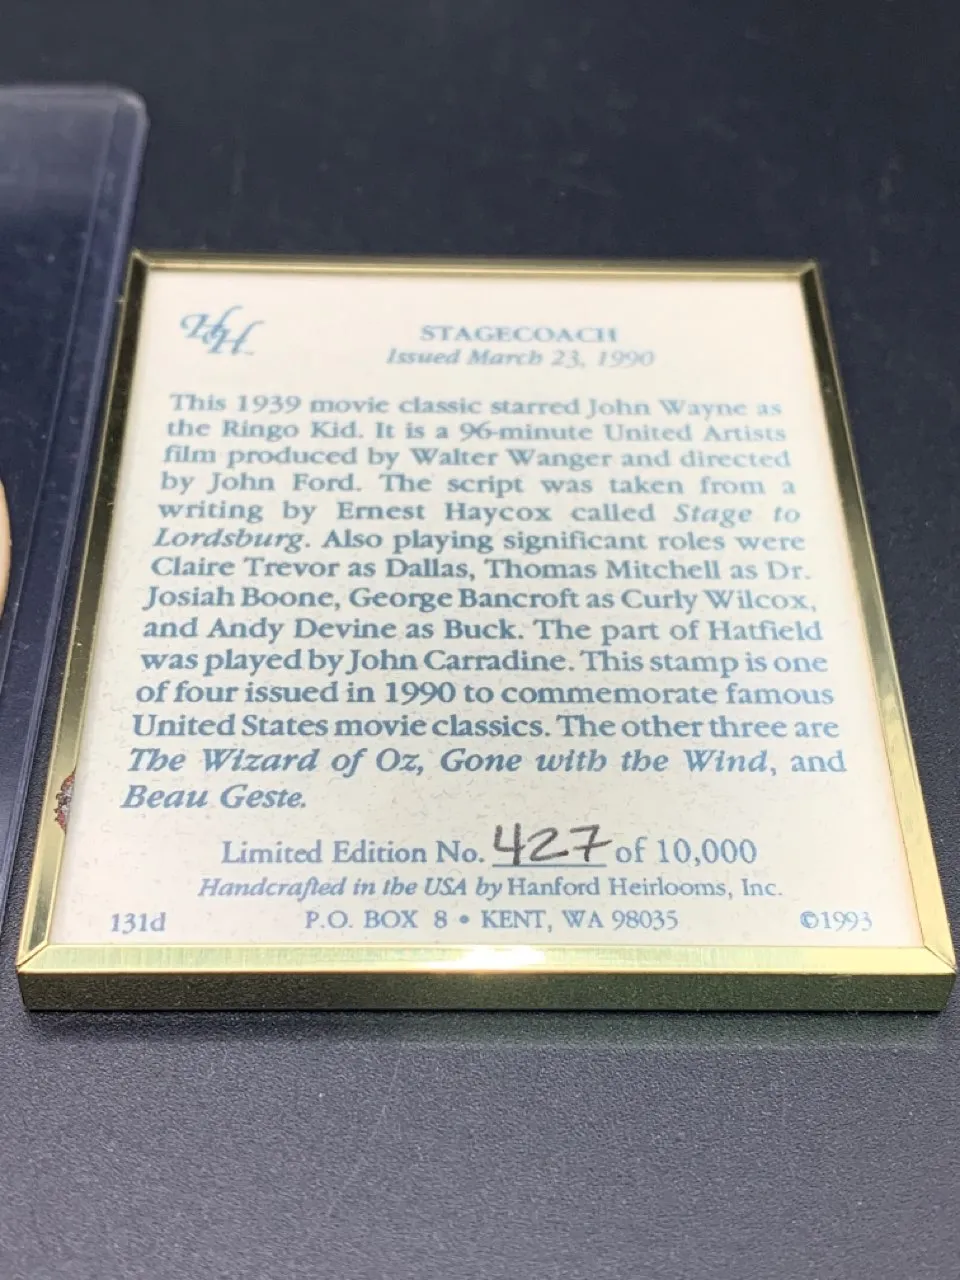 HH
STAGECOACH
Issued March 23, 1990
This 1939 movie classic starred John Wayne as
the Ringo Kid. It is a 96-minute United Artists
film produced by Walter Wanger and directed
by John Ford. The script was taken from a
writing by Ernest Haycox called Stage to
Lordsburg. Also playing significant roles were
Claire Trevor as Dallas, Thomas Mitchell as Dr.
Josiah Boone, George Bancroft as Curly Wilcox,
and Andy Devine as Buck. The part of Hatfield
was played by John Carradine. This stamp is one
of four issued in 1990 to commemorate famous
United States movie classics. The other three are
The Wizard of Oz, Gone with the Wind, and
Beau Geste.
Limited Edition No. 427 of 10,000
Handcrafted in the USA by Hanford Heirlooms, Inc.
131d P.O. BOX 8 • KENT, WA 98035 ©1993